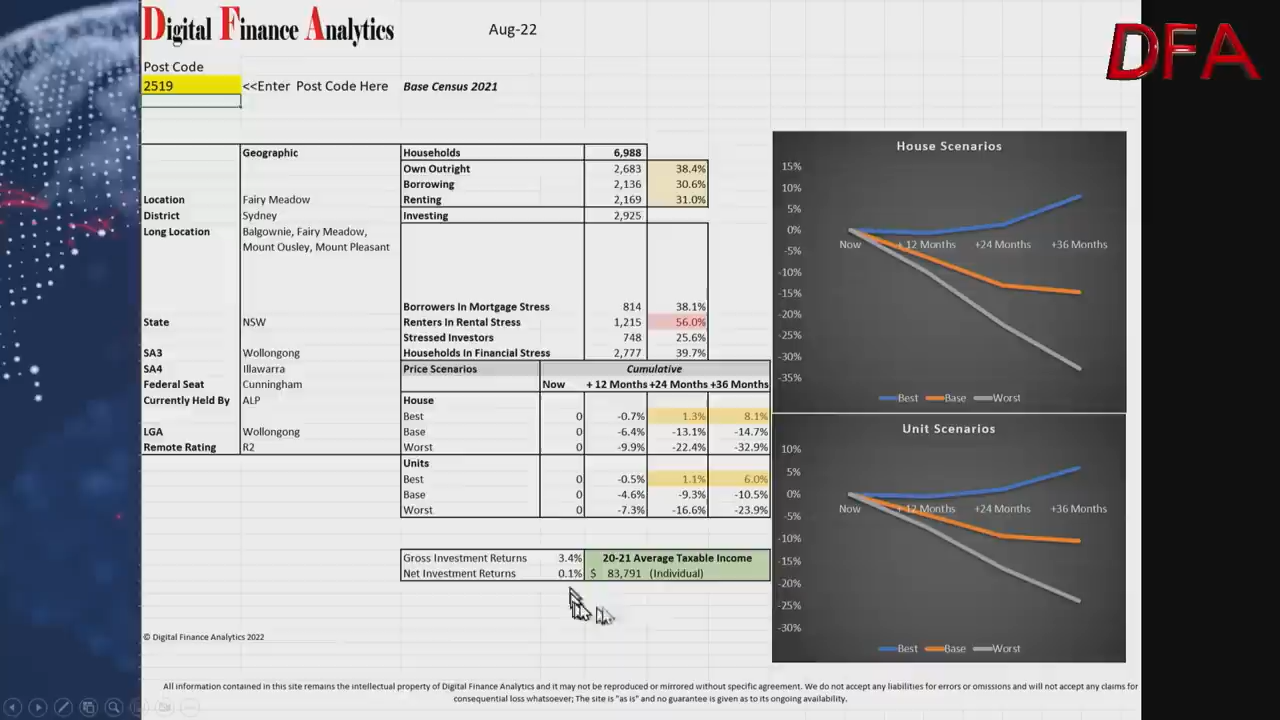 Digital Finance Analytics
Aug-22
DFA
Post Code
2519 <<Enter Post Code Here Base Census 2021
Geographic Households 6,988
Own Outright 2,683 38.4%
Borrowing 2,136 30.6%
Location Fairy Meadow Renting 2,169 31.0%
District Sydney Investing 2,925
Long Location Balgownie, Fairy Meadow,
Mount Ousley, Mount Pleasant
Borrowers In Mortgage Stress 814 38.1%
State NSW Renters In Rental Stress 1,215 56.0%
Stressed Investors 748 25.6%
SA3 Wollongong Households In Financial Stress 2,777 39.7%
SA4 Illawarra Price Scenarios Cumulative
Federal Seat Cunningham Now + 12 Months +24 Months +36 Months
Currently Held By ALP House
Best 0 -0.7% 1.3% 8.1%
LGA Wollongong Base 0 -6.4% -13.1% -14.7%
Remote Rating R2 Worst 0 -9.9% -22.4% -32.9%
Units
Best 0 -0.5% 1.1% 6.0%
Base 0 -4.6% -9.3% -10.5%
Worst 0 -7.3% -16.6% -23.9%
Gross Investment Returns 3.4% 20-21 Average Taxable Income
Net Investment Returns 0.1% $ 83,791 (Individual)
House Scenarios
15%
10%
5%
0%
Now + 12 Months +24 Months +36 Months
-5%
-10%
-15%
-20%
-25%
-30%
-35%
Best Base Worst
Unit Scenarios
10%
5%
0%
Now + 12 Months +24 Months +36 Months
-5%
-10%
-15%
-20%
-25%
-30%
Best Base Worst
© Digital Finance Analytics 2022
All information contained in this site remains the intellectual property of Digital Finance Analytics and it may not be reproduced or mirrored without specific agreement. We do not accept any liabilities for errors or omissions and will not accept any claims for
consequential loss whatsoever; The site is "as is" and no guarantee is given as to its ongoing availability.